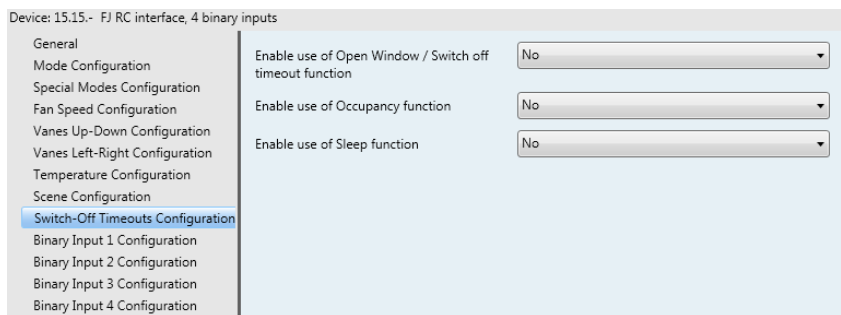 Device: 15.15.-  FJ RC interface, 4 binary inputs
General
Mode Configuration
Special Modes Configuration
Fan Speed Configuration
Vanes Up-Down Configuration
Vanes Left-Right Configuration
Temperature Configuration
Scene Configuration
Switch-Off Timeouts Configuration
Binary Input 1 Configuration
Binary Input 2 Configuration
Binary Input 3 Configuration
Binary Input 4 Configuration
Enable use of Open Window / Switch off
timeout function
No
Enable use of Occupancy function
No
Enable use of Sleep function
No